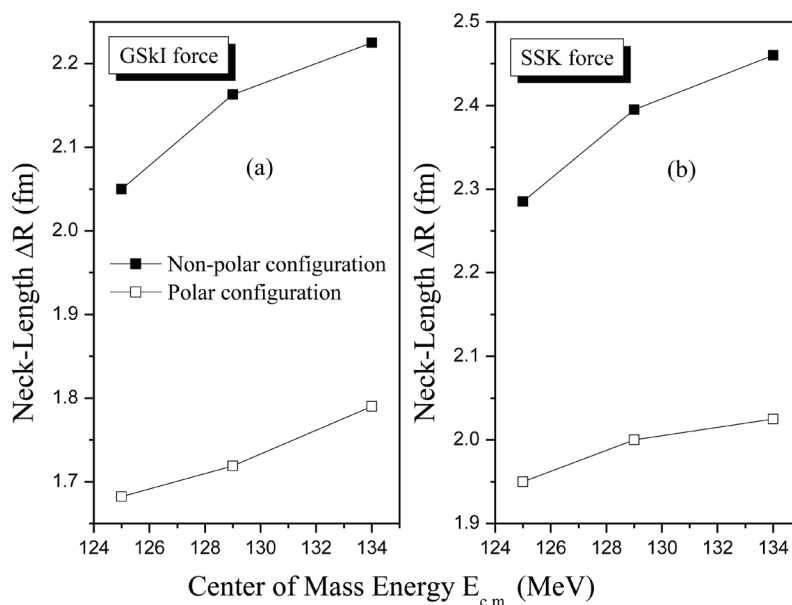 GSkI force
SSK force
(a)
(b)
Non-polar configuration
Polar configuration
Neck-Length ΔR (fm)
2.2
2.1
2.0
1.9
1.8
1.7
124 126 128 130 132 134
Neck-Length ΔR (fm)
2.5
2.4
2.3
2.2
2.1
2.0
1.9
124 126 128 130 132 134
Center of Mass Energy E c.m (MeV)